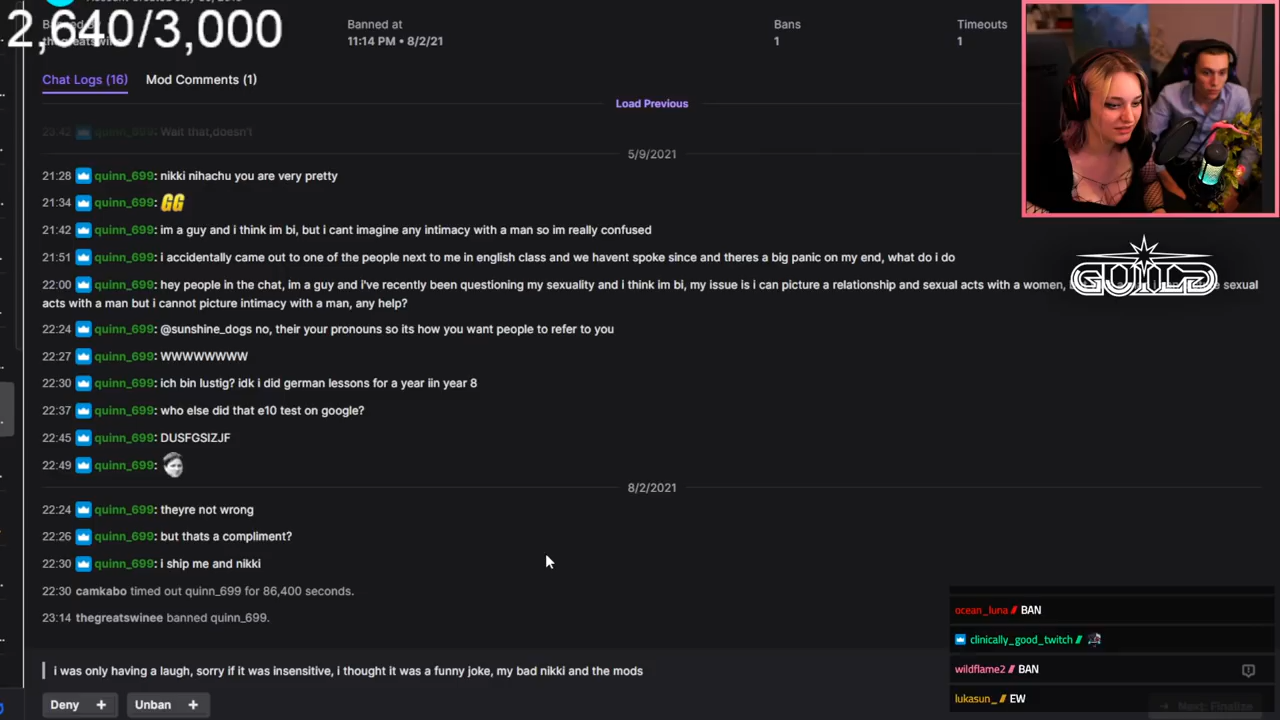 2,640/3,000
Banned at
Bans
Timeouts
11:14 PM • 8/2/21
1
1
Chat Logs (16) Mod Comments (1)
Load Previous
23:42 quinn_699: Wait that,doesn't
5/9/2021
21:28 quinn_699: nikki nihachu you are very pretty
21:34 quinn_699: GG
21:42 quinn_699: im a guy and i think im bi, but i cant imagine any intimacy with a man so im really confused
21:51 quinn_699: i accidentally came out to one of the people next to me in english class and we havent spoke since and theres a big panic on my end, what do i do
22:00 quinn_699: hey people in the chat, im a guy and i've recently been questioning my sexuality and i think im bi, my issue is i can picture a relationship and sexual acts with a women, sexual
acts with a man but i cannot picture intimacy with a man, any help?
GUILD
22:24 quinn_699: @sunshine_dogs no, their your pronouns so its how you want people to refer to you
22:27 quinn_699: WWWWWWWW
22:30 quinn_699: ich bin lustig? idk i did german lessons for a year iin year 8
22:37 quinn_699: who else did that e10 test on google?
22:45 quinn_699: DUSFGSIZJF
22:49 quinn_699:
8/2/2021
22:24 quinn_699: theyre not wrong
22:26 quinn_699: but thats a compliment?
22:30 quinn_699: i ship me and nikki
22:30 camkabo timed out quinn_699 for 86,400 seconds.
23:14 thegreatswinee banned quinn_699.
i was only having a laugh, sorry if it was insensitive, i thought it was a funny joke, my bad nikki and the mods
Deny + Unban +
ocean_luna // BAN
clinically_good_twitch //
wildflame2 // BAN
lukasun_ // EW
Next: Finalize